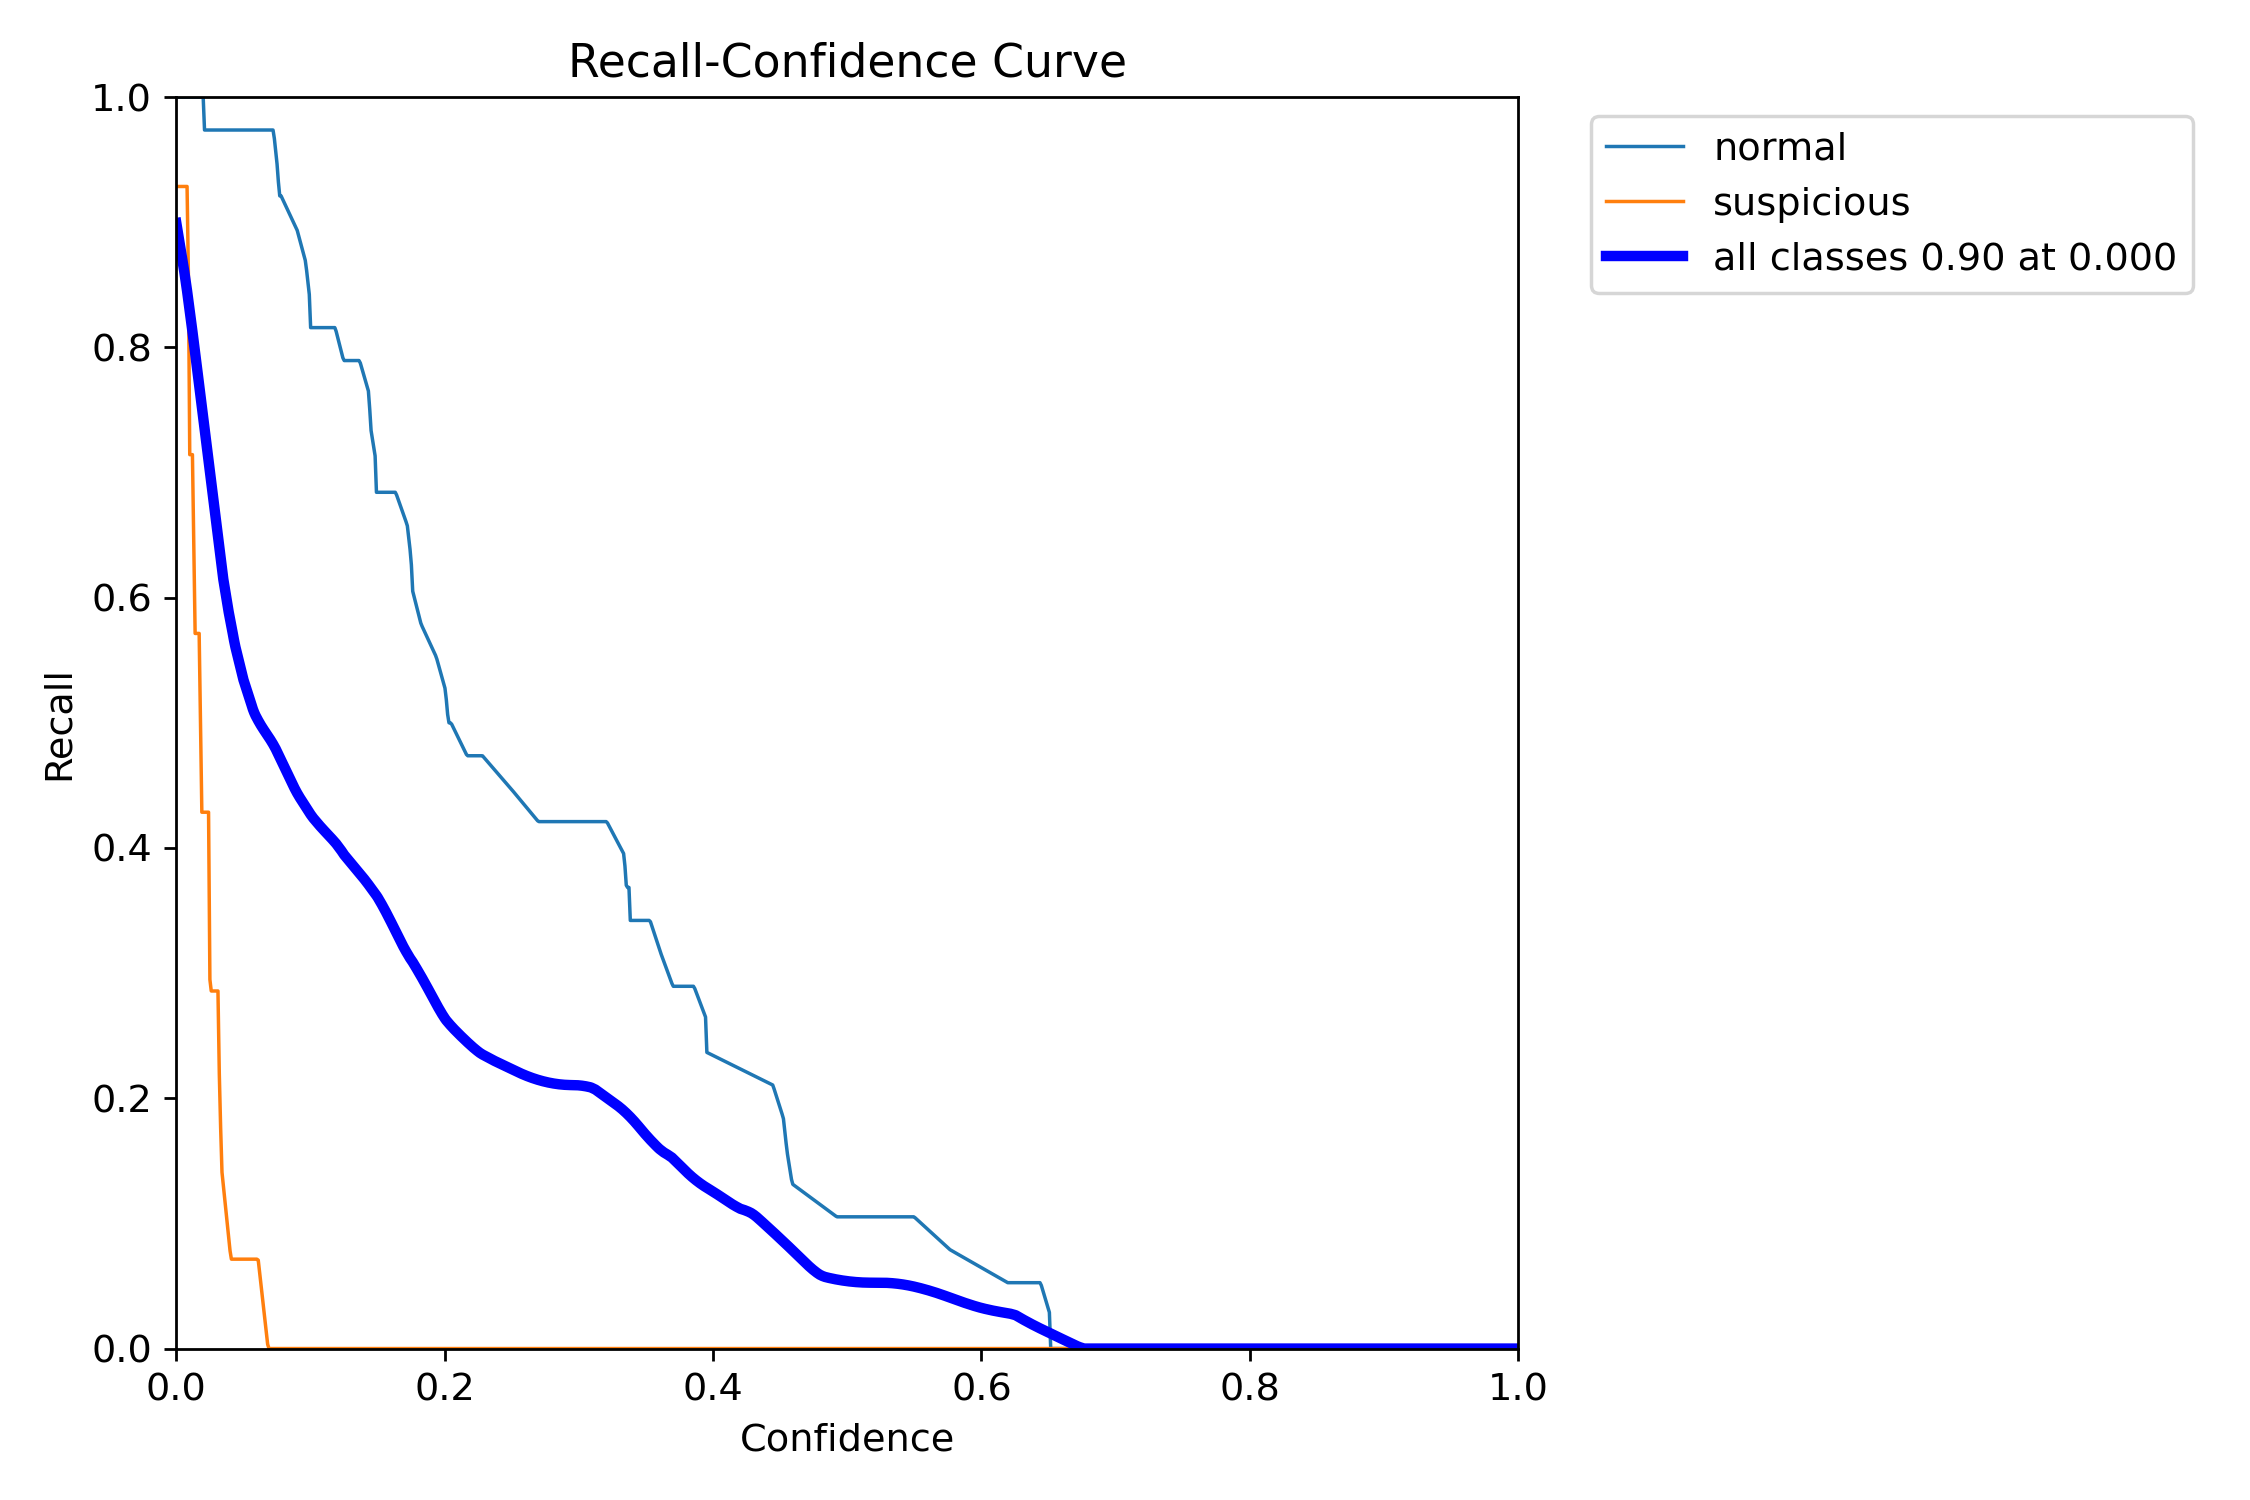 Recall-Confidence Curve
normal
suspicious
all classes 0.90 at 0.000
1.0
0.8
0.6
0.4
0.2
0.0
Recall
0.0 0.2 0.4 0.6 0.8 1.0
Confidence